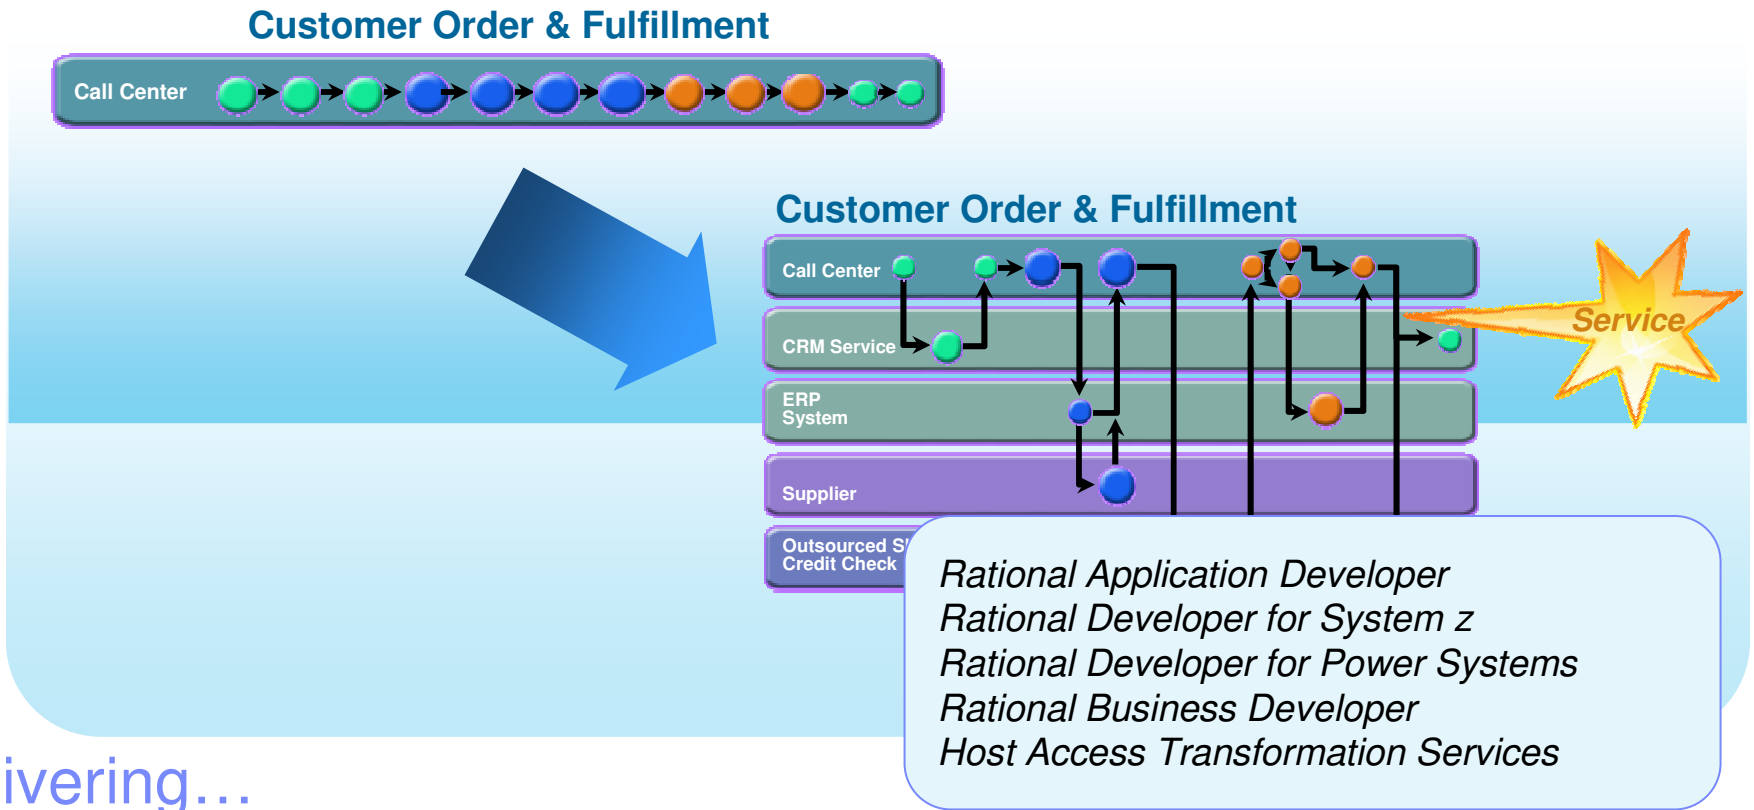 Customer Order & Fulfillment
Call Center
Customer Order & Fulfillment
Call Center
CRM Service
Service
ERP
System
Supplier
Outsourced
Credit Check
Rational Application Developer
Rational Developer for System z
Rational Developer for Power Systems
Rational Business Developer
Host Access Transformation Services
ivering…